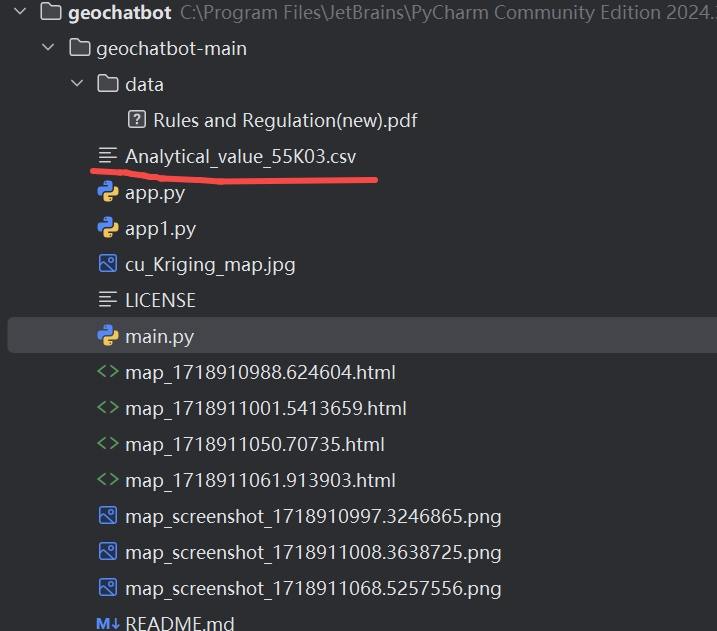 geochatbot C:\Program Files\JetBrains\PyCharm Community Edition 2024.
geochatbot-main
data
Rules and Regulation(new).pdf
Analytical_value_55K03.csv
app.py
app1.py
cu_Kriging_map.jpg
LICENSE
main.py
map_1718910988.624604.html
map_1718911001.5413659.html
map_1718911050.70735.html
map_1718911061.913903.html
map_screenshot_1718910997.3246865.png
map_screenshot_1718911008.3638725.png
map_screenshot_1718911068.5257556.png
README.md